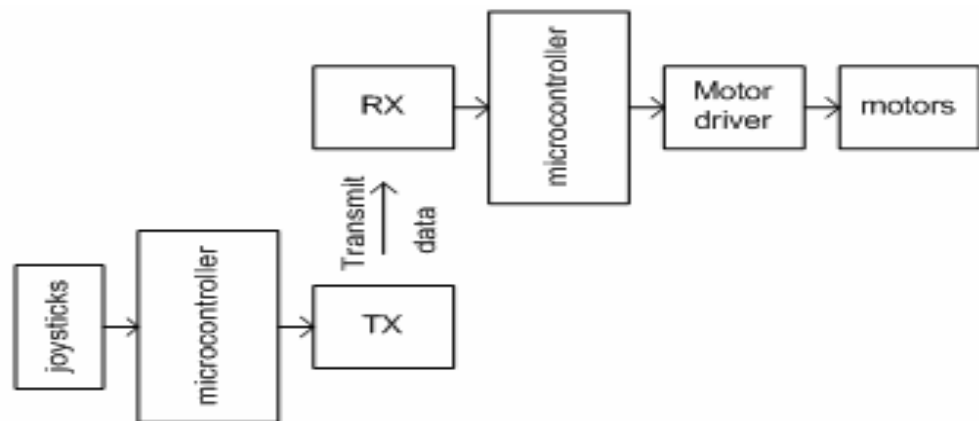 RX
microcontroller
Motor
driver
motors
Transmit
data
joysticks
microcontroller
TX